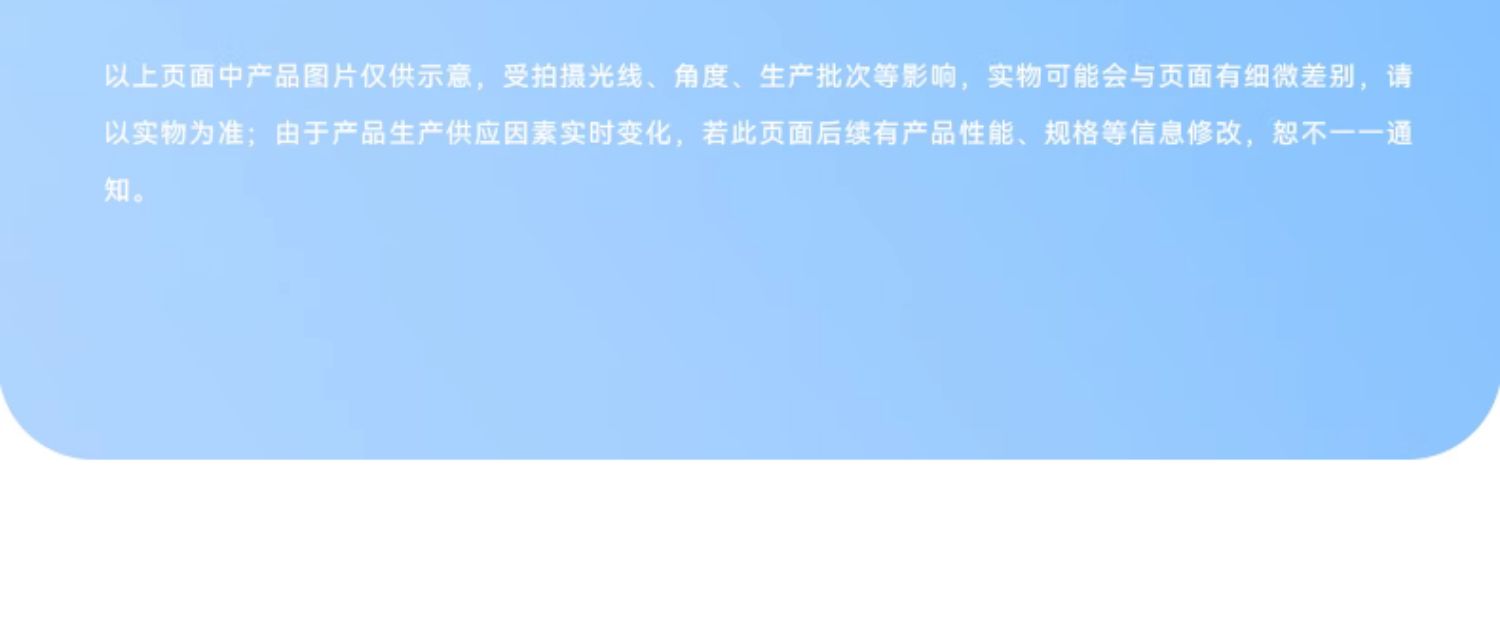 以上页面中产品图片仅供示意，受拍摄光线、角度、生产批次等影响，实物可能会与页面有细微差别，请
以实物为准；由于产品生产供应因素实时变化，若此页面后续有产品性能、规格等信息修改，恕不一一通
知。